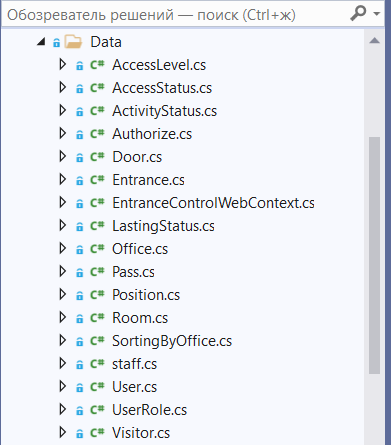 Обозреватель решений — поиск (Ctrl+ж)
Data
C# AccessLevel.cs
C# AccessStatus.cs
C# ActivityStatus.cs
C# Authorize.cs
C# Door.cs
C# Entrance.cs
C# EntranceControlWebContext.cs
C# LastingStatus.cs
C# Office.cs
C# Pass.cs
C# Position.cs
C# Room.cs
C# SortingByOffice.cs
C# staff.cs
C# User.cs
C# UserRole.cs
C# Visitor.cs